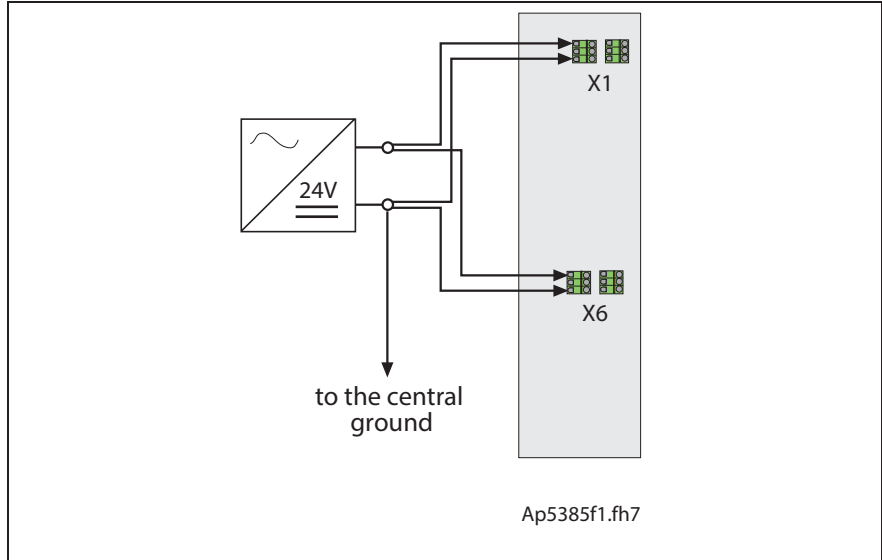 X1
24V
X6
to the central
ground
Ap5385f1.fh7